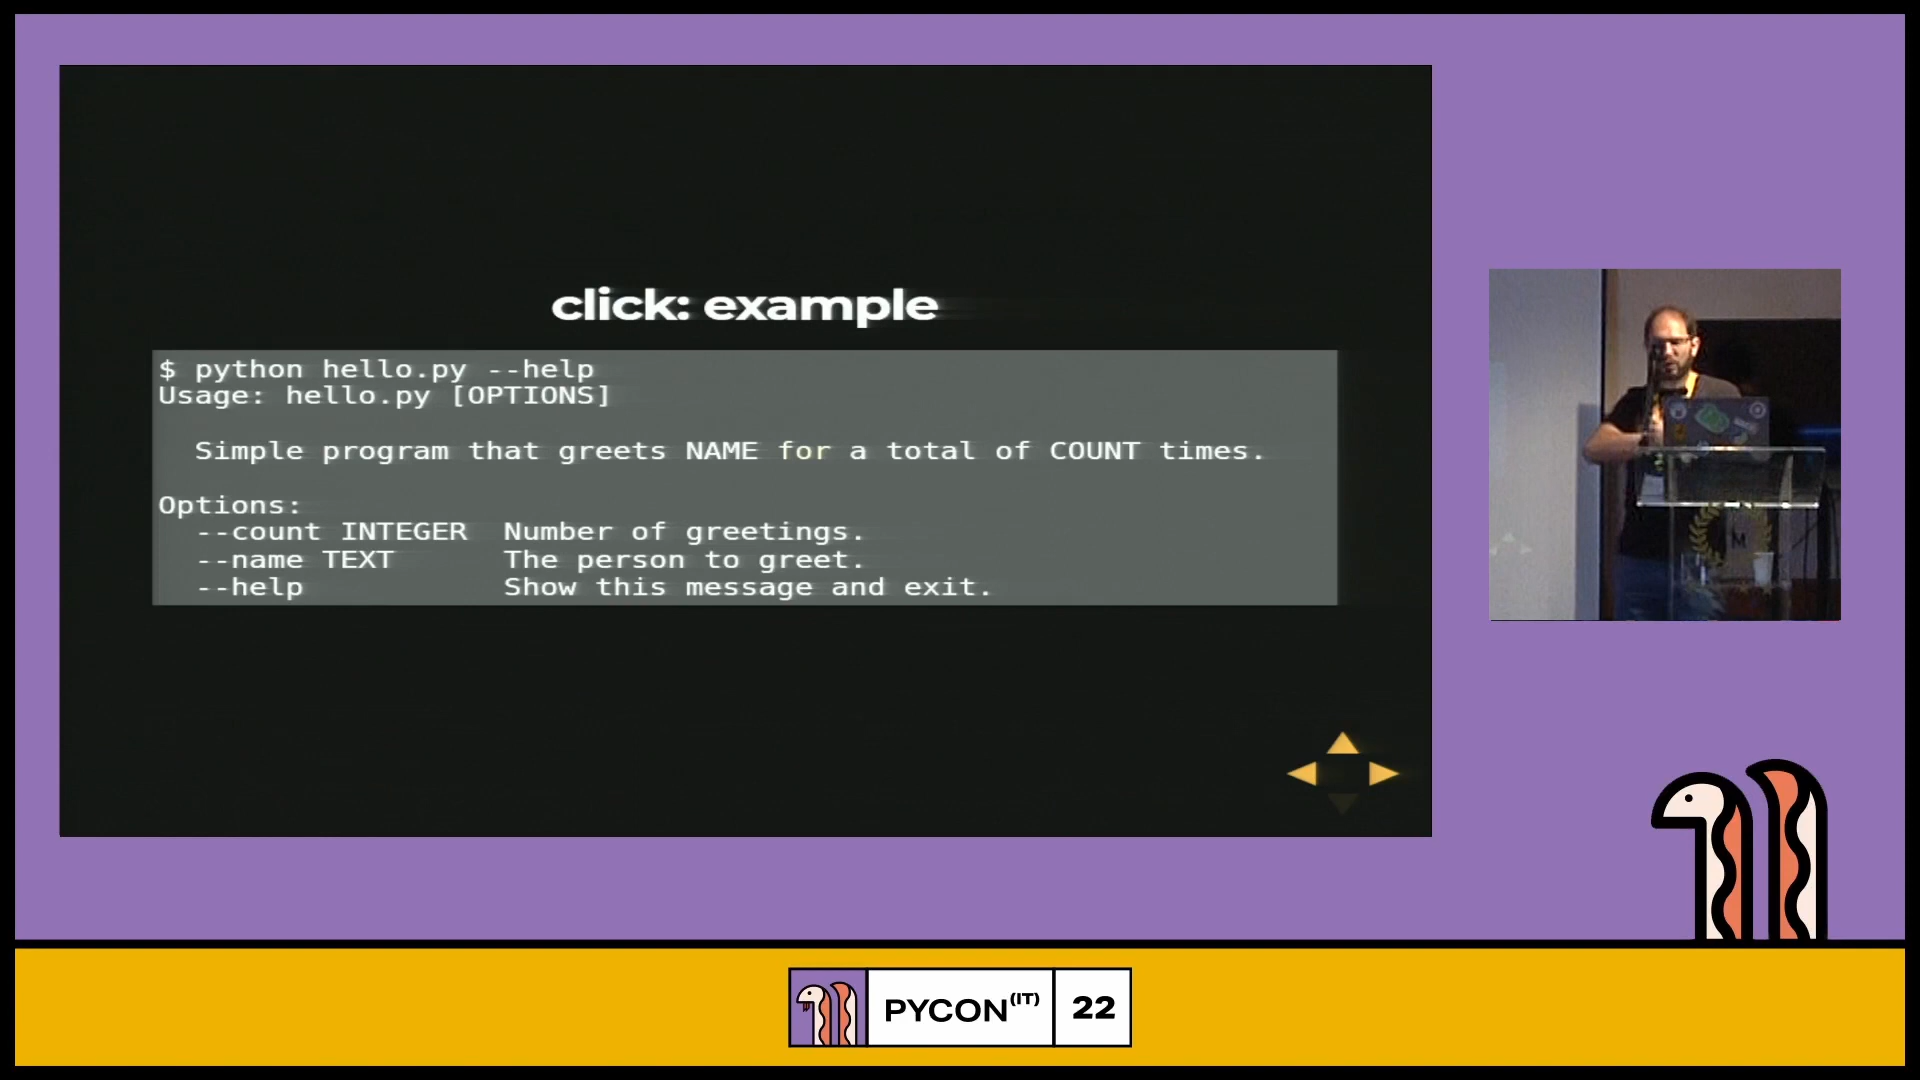 click: example
$ python hello.py --help
Usage: hello.py [OPTIONS]
Simple program that greets NAME for a total of COUNT times.
Options:
--count INTEGER  Number of greetings.
--name TEXT  The person to greet.
--help  Show this message and exit.
M
PYCON(IT) 22